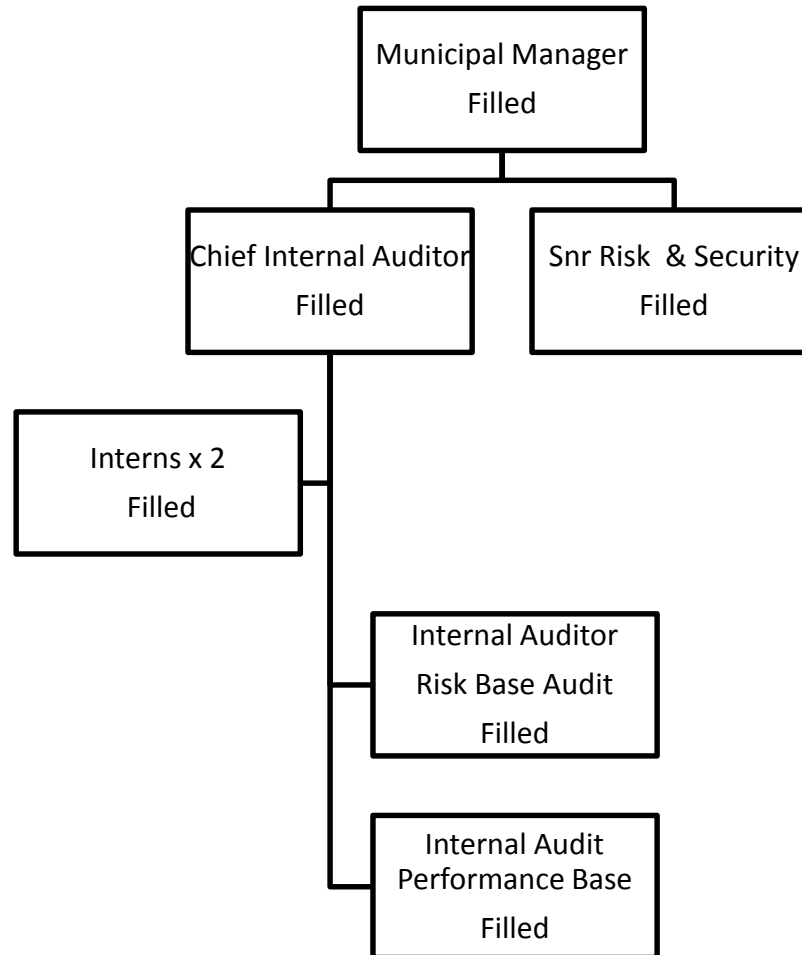 Municipal Manager
Filled
Chief Internal Auditor
Filled
Snr Risk & Security
Filled
Interns x 2
Filled
Internal Auditor
Risk Base Audit
Filled
Internal Audit
Performance Base
Filled